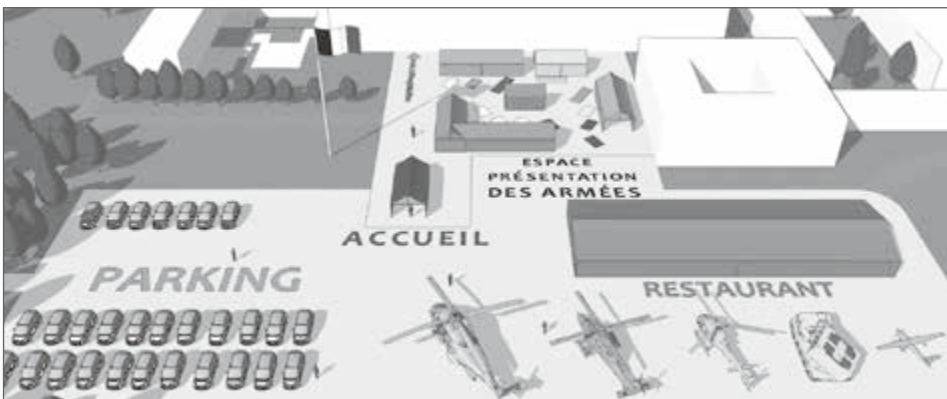 ESPACE
PRÉSENTATION
DES ARMÉES
ACCUEIL
PARKING
RESTAURANT